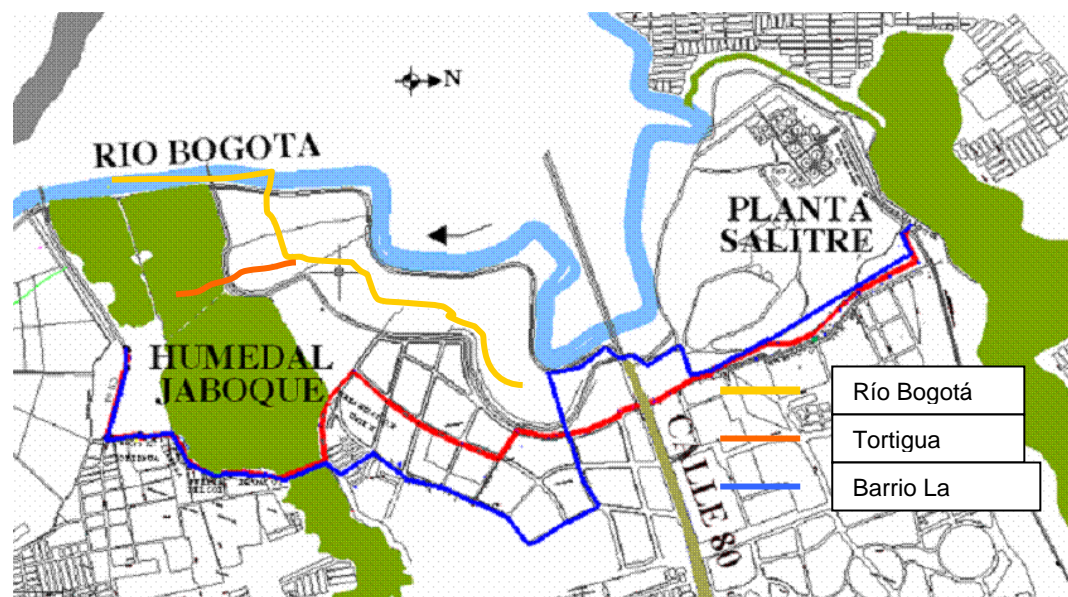 N
RIO BOGOTA
PLANTA
SALITRE
HUMEDAL
JABOQUE
CALLE 80
Río Bogotá
Tortigua
Barrio La